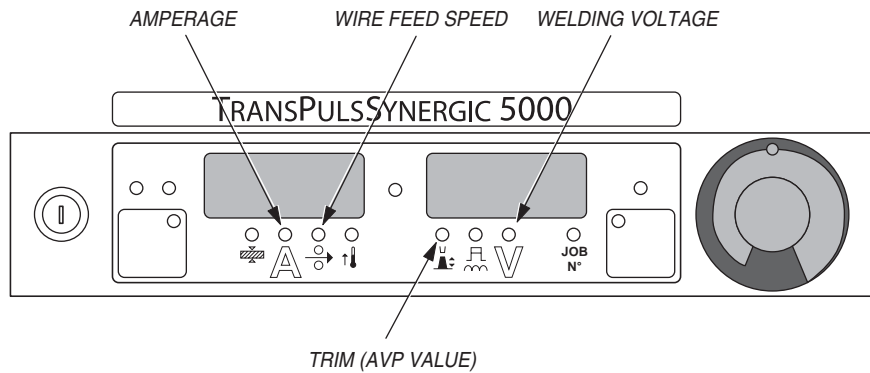 AMPERAGE WIRE FEED SPEED WELDING VOLTAGE
TRANSPULSSYNERGIC 5000
A V JOB
N°
TRIM (AVP VALUE)